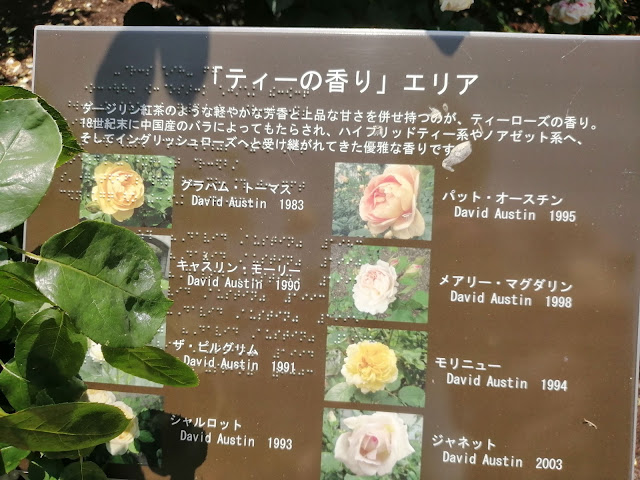 「ティーの香り」エリア
ダージリン紅茶のような軽やかな芳香と上品な甘さを併せ持つのが、ティーローズの香り。
18世紀末に中国産のバラによってもたらされ、ハイブリッドティー系やノアゼット系へ、
そしてイングリッシュローズへと受け継がれてきた優雅な香りです
グラハム・トーマス
David Austin 1983
キャスリン・モーリー
David Austin 1990
ザ・ピルグリム
David Austin 1991
シャルロット
David Austin 1993
パット・オースチン
David Austin 1995
メアリー・マグダリン
David Austin 1998
モリニュー
David Austin 1994
ジャネット
David Austin 2003